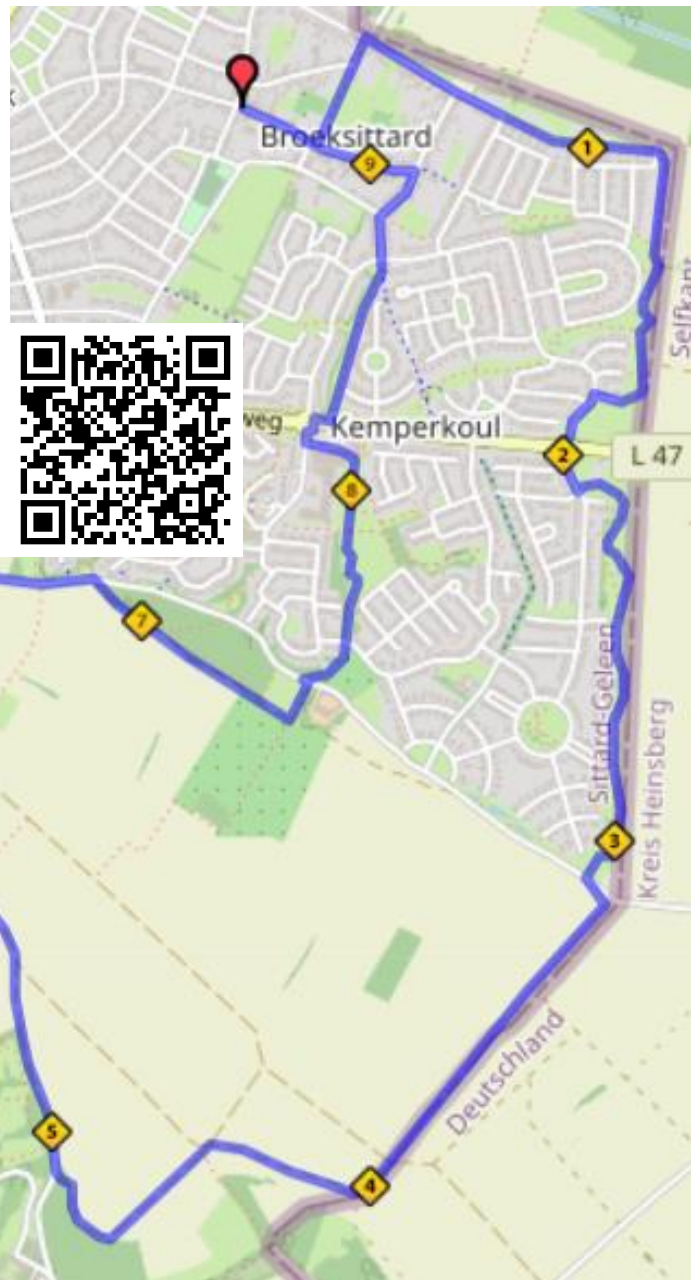 Broeksittard
9
1
Selfkant
weg
Kemperkoul
2
L 47
8
7
Sittard-Geleen
Kreis Heinsberg
3
Deutschland
5
4